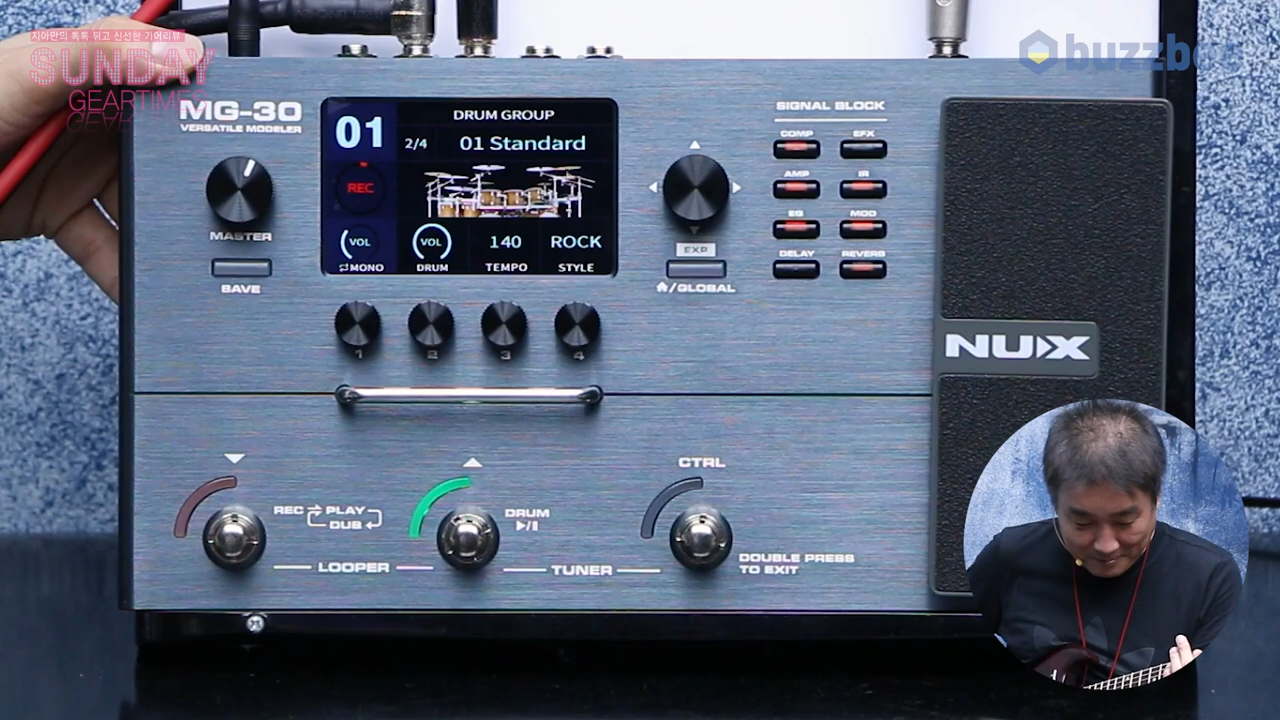 지아만의 톡톡 튀고 신선한 기어리뷰
SUNDAY
GEARTIMES
buzzbee
MG-30
VERSATILE MODELER
MASTER
SAVE
01
REC
VOL
MONO
DRUM GROUP
2/4
01 Standard
VOL
DRUM
140
TEMPO
ROCK
STYLE
1 2 3 4
EXP
/GLOBAL
SIGNAL BLOCK
COMP EFX
AMP IR
EQ MOD
DELAY REVERB
NUX
REC PLAY
DUB
LOOPER
DRUM
TUNER
CTRL
DOUBLE PRESS
TO EXIT